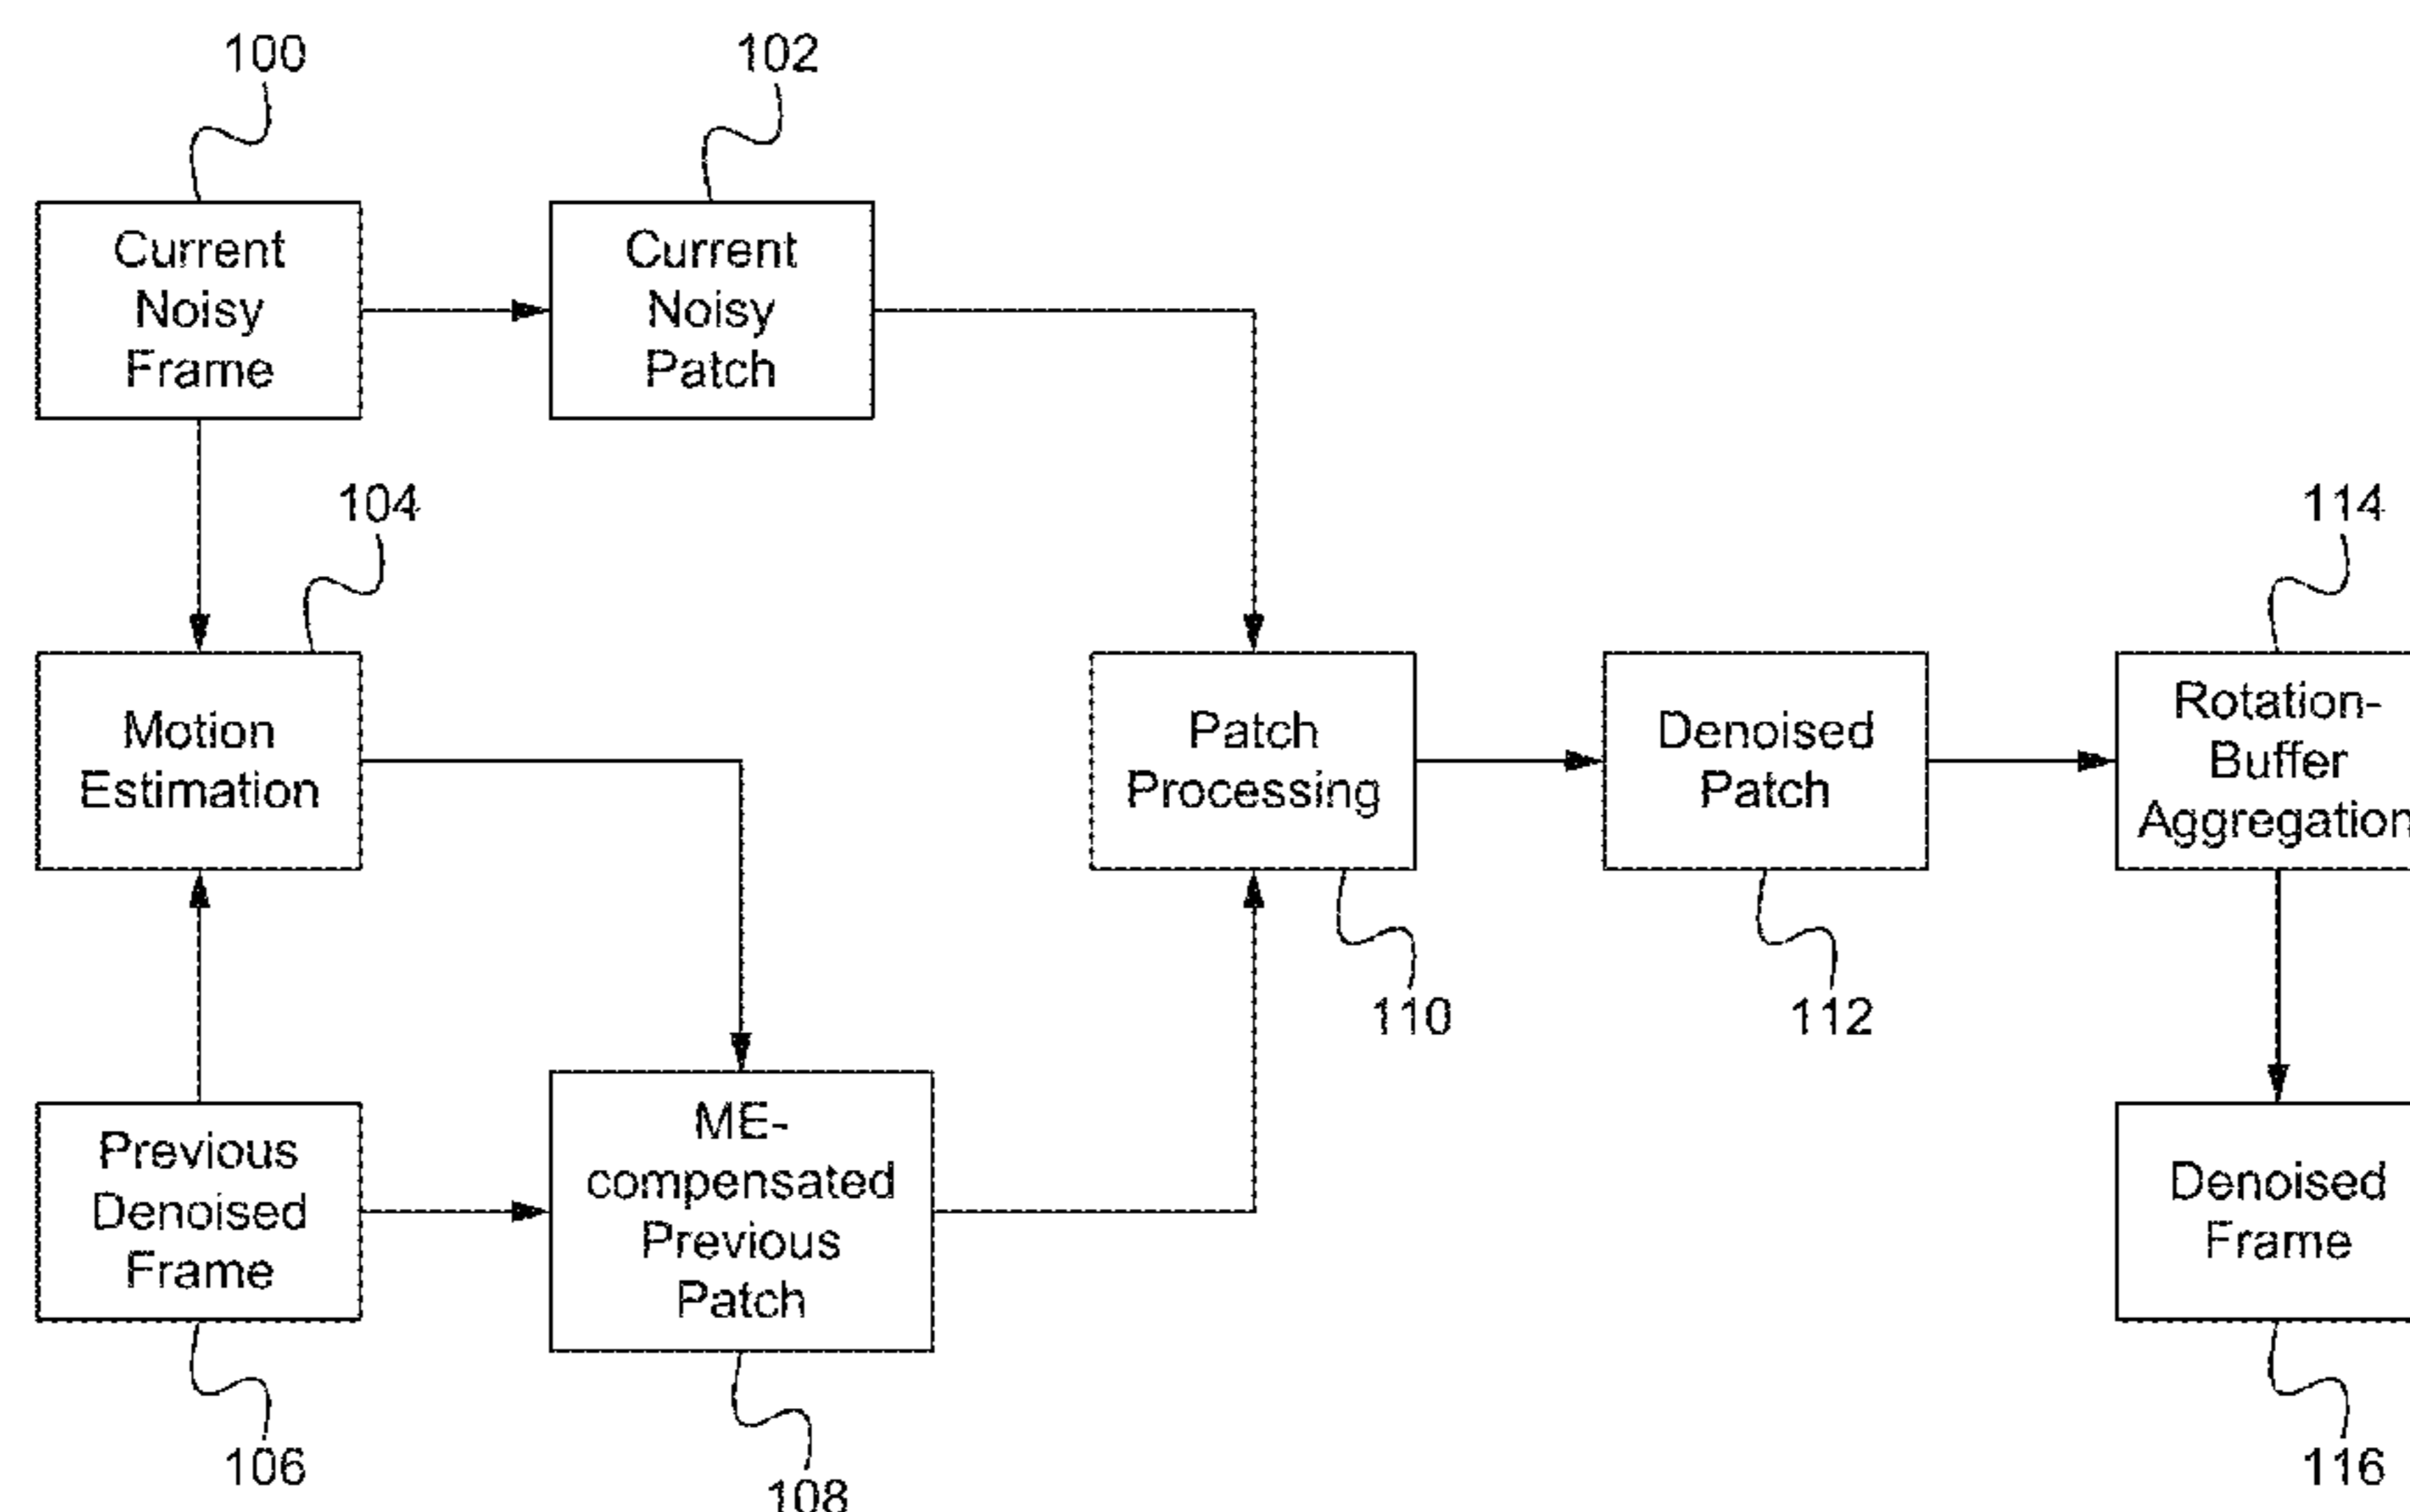 100
102
Current
Noisy
Frame
Current
Noisy
Patch
104
114
Motion
Estimation
Patch
Processing
Denoised
Patch
Rotation-
Buffer
Aggregation
110
112
Previous
Denoised
Frame
ME-
compensated
Previous
Patch
Denoised
Frame
106
108
116